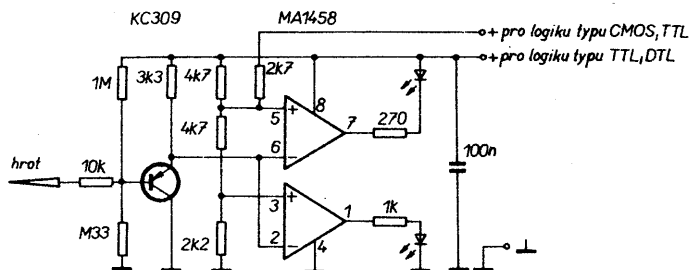 KC309
MA1458
+ pro logiku typu CMOS, TTL
+ pro logiku typu TTL, DTL
1M
3k3
4k7
2k7
8
5
+
7
270
4k7
6
−
100n
hrot
10k
3
+
1
1k
M33
2k2
2
−
4